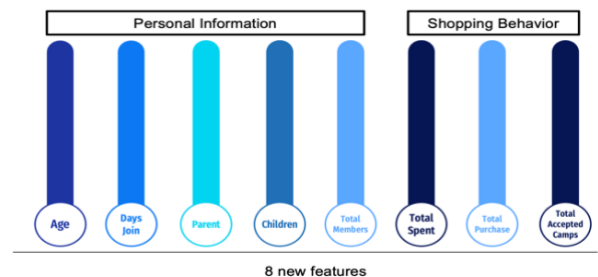 Personal Information
Shopping Behavior
Age
Days
Join
Parent
Children
Total
Members
Total
Spent
Total
Purchase
Total
Accepted
Camps
8 new features